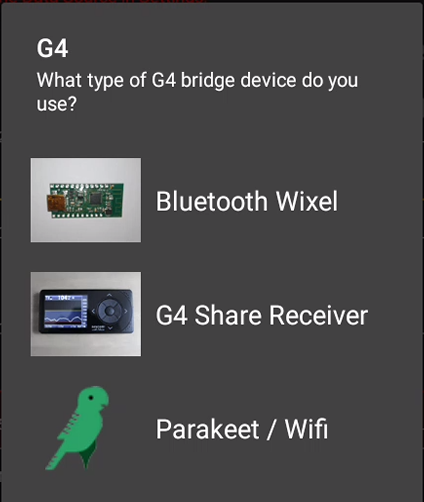 G4
What type of G4 bridge device do you
use?
Bluetooth Wixel
G4 Share Receiver
Parakeet / Wifi